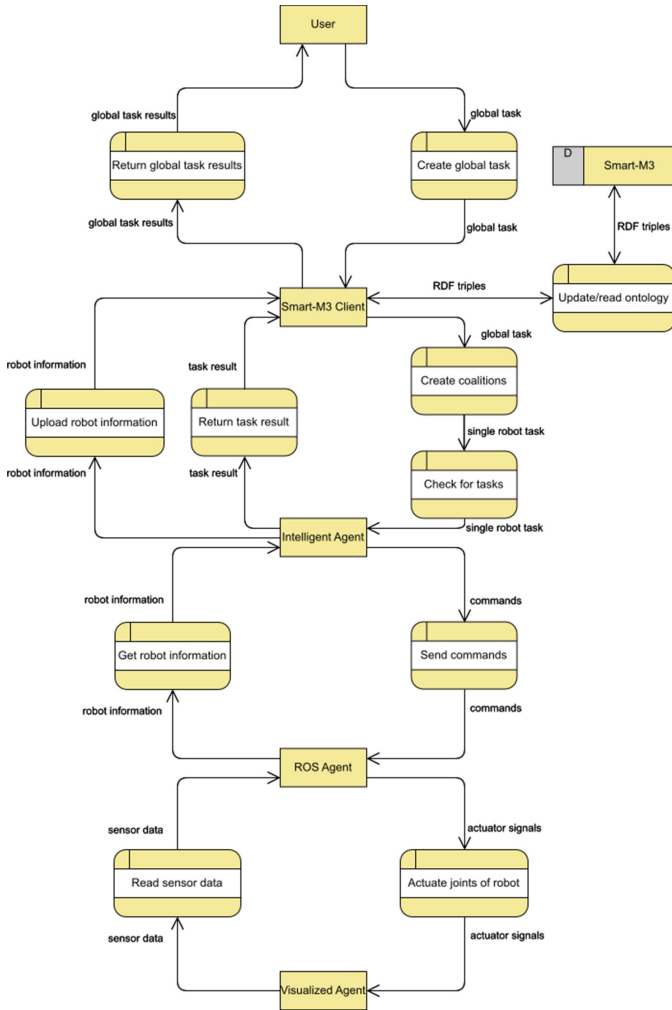 User
global task results
global task
Return global task results
Create global task
D
Smart-M3
global task results
global task
RDF triples
RDF triples
Smart-M3 Client
Update/read ontology
global task
robot information
task result
Create coalitions
Upload robot information
Return task result
single robot task
robot information
task result
Check for tasks
single robot task
Intelligent Agent
robot information
commands
Get robot information
Send commands
robot information
commands
ROS Agent
sensor data
actuator signals
Read sensor data
Actuate joints of robot
sensor data
actuator signals
Visualized Agent